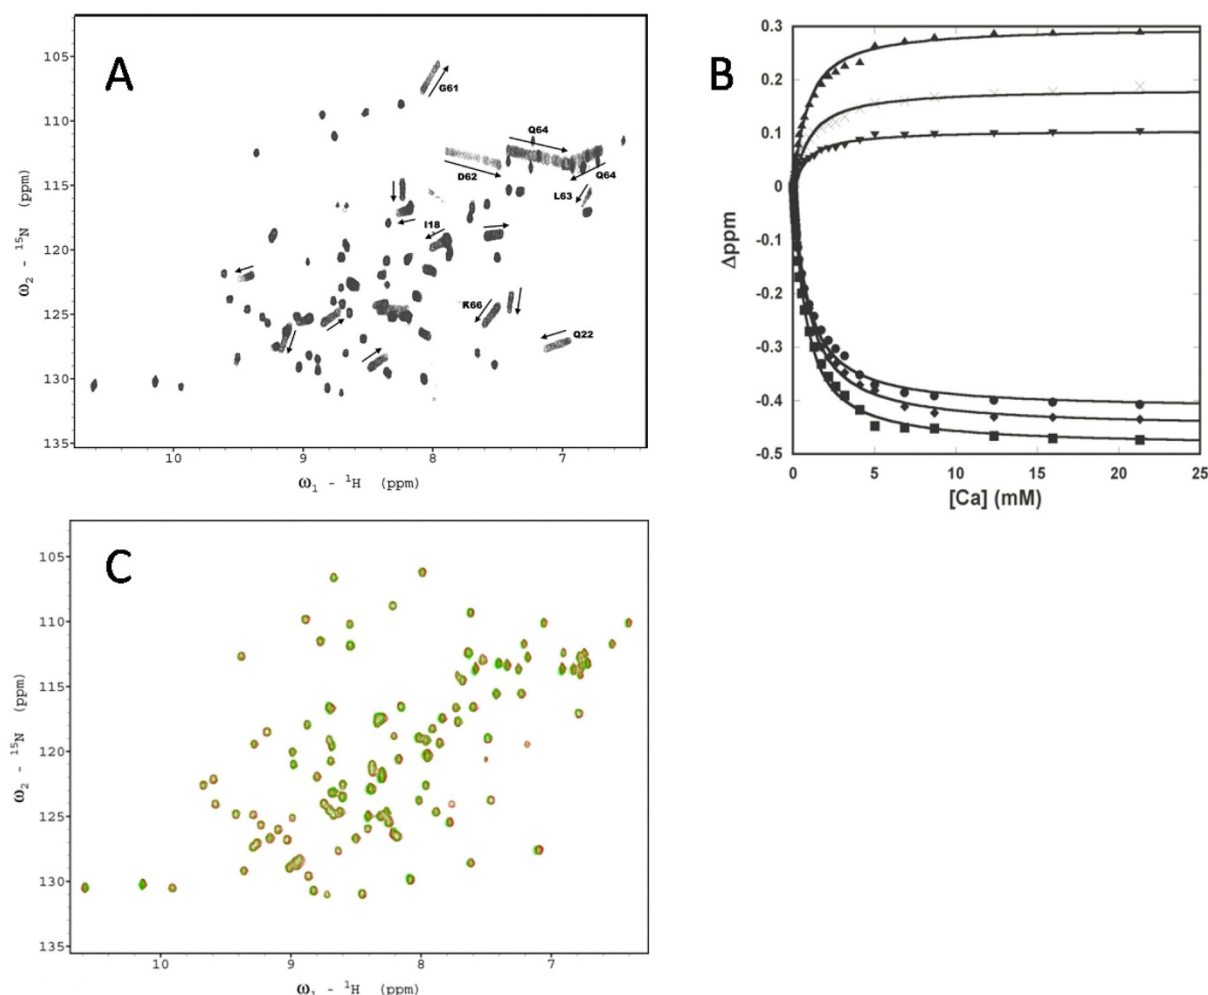 A
105
110
115
120
125
130
135
ω₂ - ¹⁵N (ppm)
G61
Q64
D62
Q64
L63
I18
K66
Q22
10 9 8 7
ω₁ - ¹H (ppm)
B
0.3
0.2
0.1
0
-0.1
-0.2
-0.3
-0.4
-0.5
Δppm
0 5 10 15 20 25
[Ca] (mM)
C
105
110
115
120
125
130
135
ω₂ - ¹⁵N (ppm)
10 9 8 7
ω₁ - ¹H (ppm)